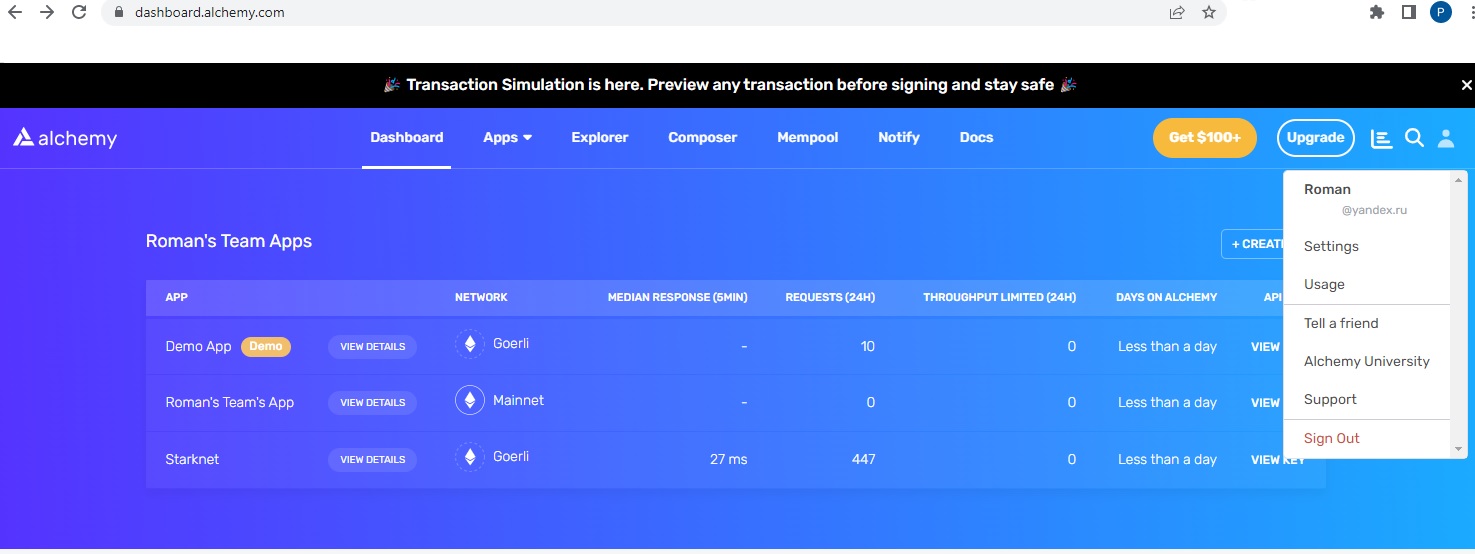 dashboard.alchemy.com
P
🎉 Transaction Simulation is here. Preview any transaction before signing and stay safe 🎉
alchemy Dashboard Apps Explorer Composer Mempool Notify Docs Get $100+ Upgrade
Roman
@yandex.ru
Settings
Usage
Tell a friend
Alchemy University
Support
Sign Out
Roman's Team Apps + CREATE
APP NETWORK MEDIAN RESPONSE (5MIN) REQUESTS (24H) THROUGHPUT LIMITED (24H) DAYS ON ALCHEMY API
Demo App Demo VIEW DETAILS Goerli - 10 0 Less than a day VIEW
Roman's Team's App VIEW DETAILS Mainnet - 0 0 Less than a day VIEW
Starknet VIEW DETAILS Goerli 27 ms 447 0 Less than a day VIEW KEY